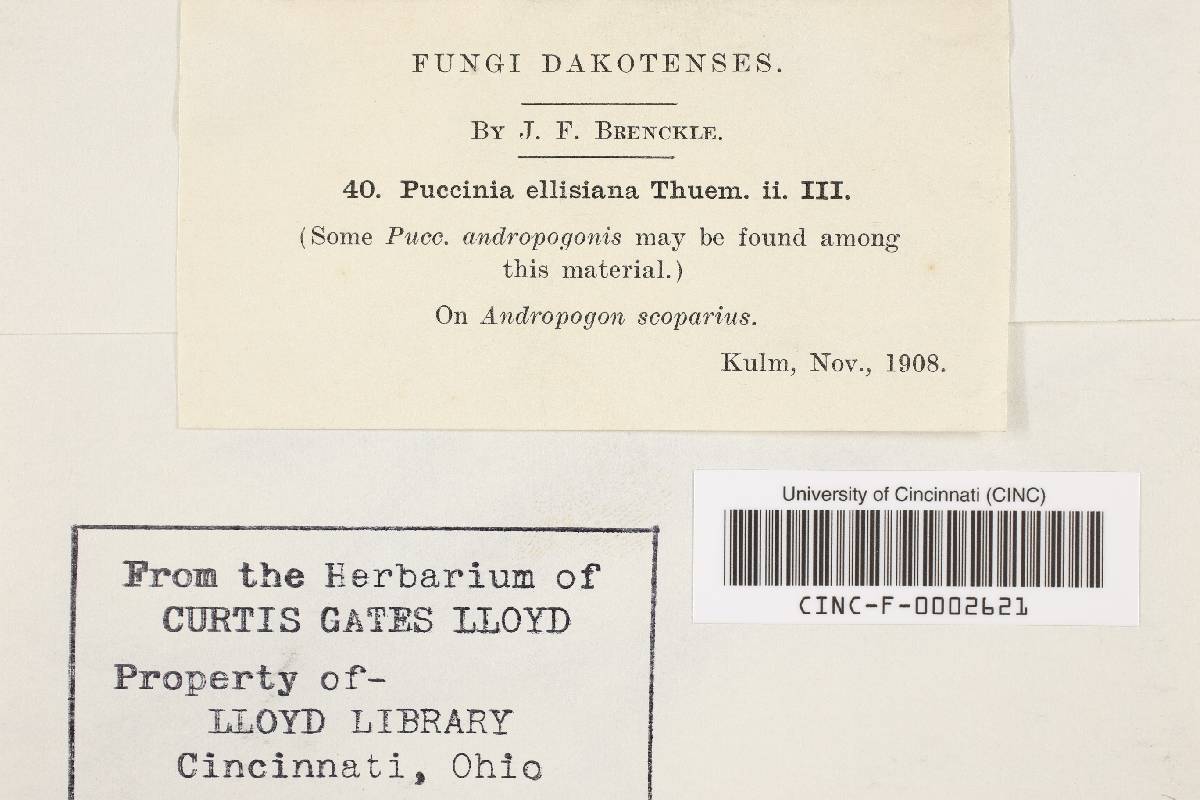 FUNGI DAKOTENSES.
By J. F. Brenckle.
40. Puccinia ellisiana Thuem. ii. III.
(Some Pucc. andropogonis may be found among
this material.)
On Andropogon scoparius.
Kulm, Nov., 1908.
University of Cincinnati (CINC)
CINC-F-0002621
From the Herbarium of
CURTIS GATES LLOYD
Property of-
LLOYD LIBRARY
Cincinnati, Ohio